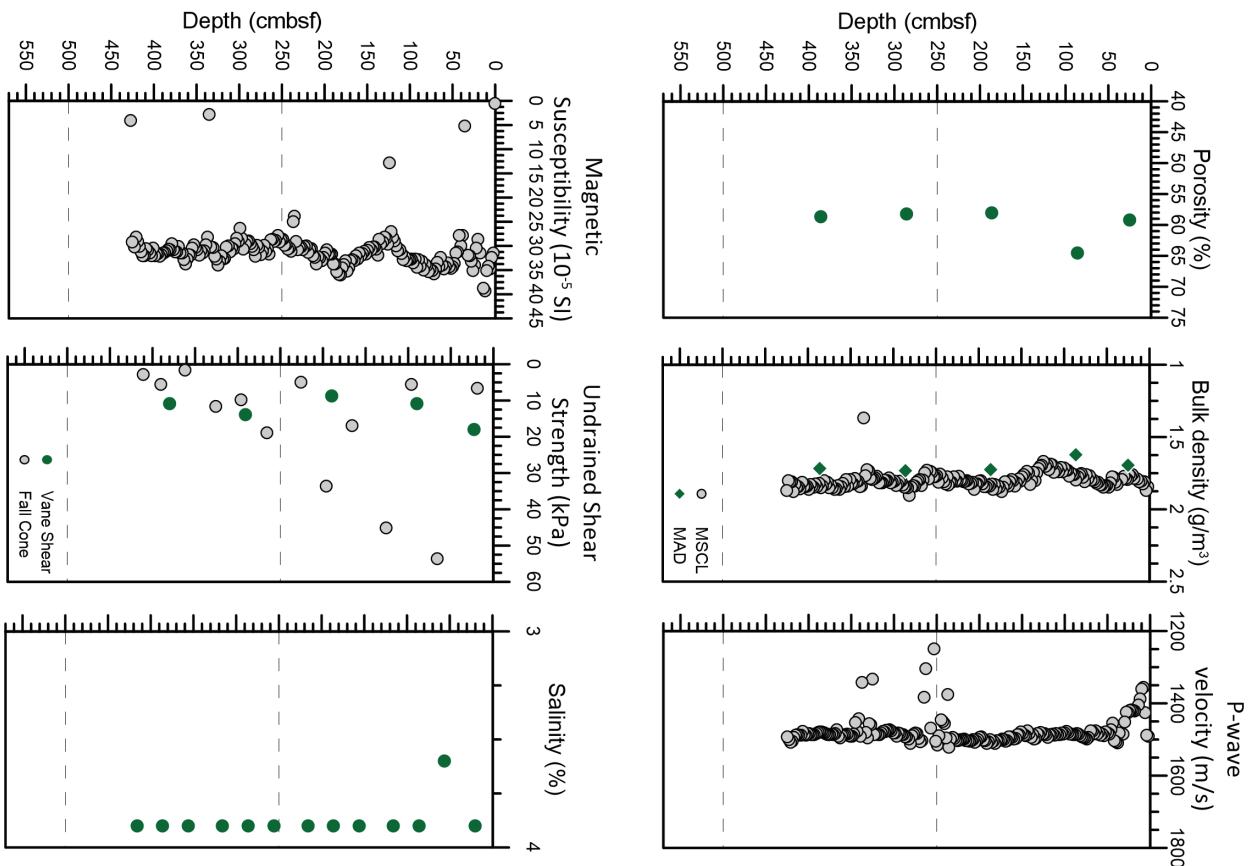 Depth (cmbsf)
550 500 450 400 350 300 250 200 150 100 50 0
Magnetic
Susceptibility (10⁻⁵ SI)
0 5 10 15 20 25 30 35 40 45
Undrained Shear
Strength (kPa)
0 10 20 30 40 50 60
Vane Shear
Fall Cone
Salinity (%)
3 4
Depth (cmbsf)
550 500 450 400 350 300 250 200 150 100 50 0
Porosity (%)
40 45 50 55 60 65 70 75
Bulk density (g/m³)
1 1.5 2 2.5
MSCL
MAD
P-wave
velocity (m/s)
1200 1400 1600 1800